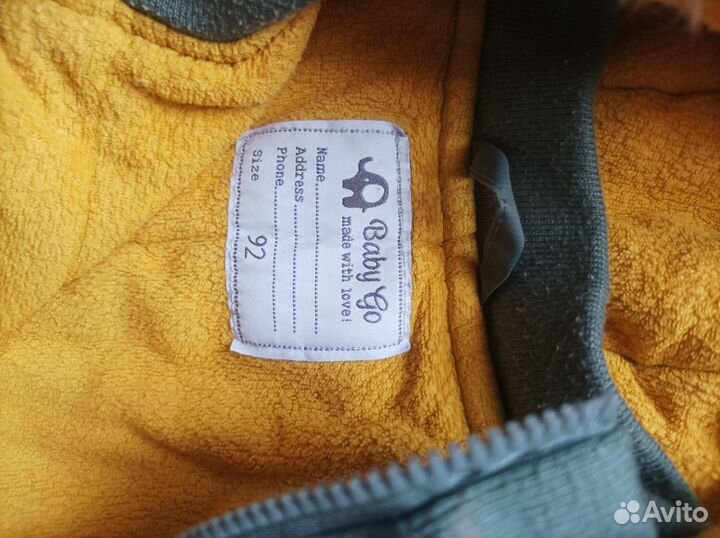 Baby Go
made with love!
Name
Address
Phone
Size 92
Avito